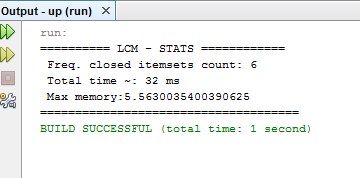 Output - up (run)
run:
========== LCM - STATS ============
Freq. closed itemsets count: 6
Total time ~: 32 ms
Max memory:5.5630035400390625
=====================================
BUILD SUCCESSFUL (total time: 1 second)